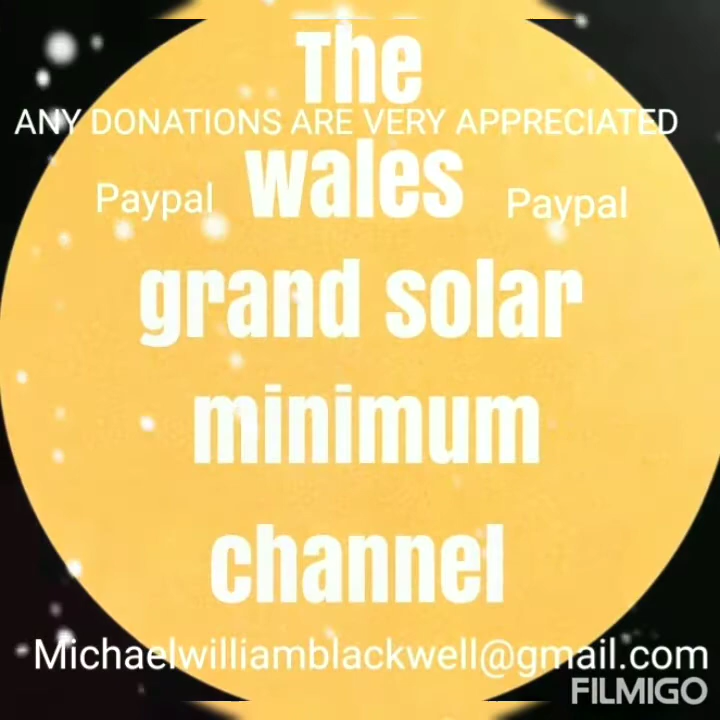 The
ANY DONATIONS ARE VERY APPRECIATED
Paypal wales Paypal
grand solar
minimum
channel
Michaelwilliamblackwell@gmail.com
FILMIGO